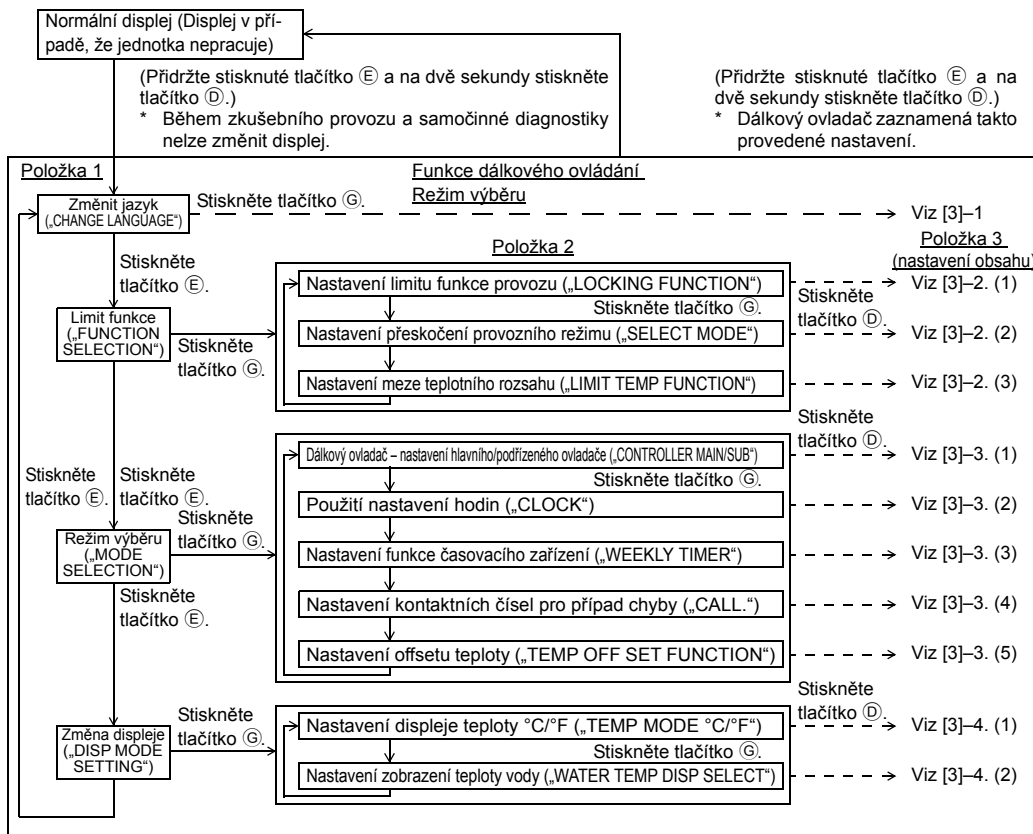 Normální displej (Displej v pří-
padě, že jednotka nepracuje)
(Přidržte stisknuté tlačítko Ⓔ a na dvě sekundy stiskněte
tlačítko Ⓓ.)
* Během zkušebního provozu a samočinné diagnostiky
nelze změnit displej.
(Přidržte stisknuté tlačítko Ⓔ a na
dvě sekundy stiskněte tlačítko Ⓓ.)
* Dálkový ovladač zaznamená takto
provedené nastavení.
Položka 1
Funkce dálkového ovládání
Režim výběru
Změnit jazyk
(„CHANGE LANGUAGE“)
Stiskněte tlačítko Ⓖ.
Viz [3]–1
Položka 2
Položka 3
(nastavení obsahu)
Stiskněte
tlačítko Ⓔ.
Limit funkce
(„FUNCTION
SELECTION“)
Stiskněte
tlačítko Ⓖ.
Nastavení limitu funkce provozu („LOCKING FUNCTION“)
Stiskněte tlačítko Ⓖ.
Nastavení přeskočení provozního režimu („SELECT MODE“)
Nastavení meze teplotního rozsahu („LIMIT TEMP FUNCTION“)
Stiskněte
tlačítko Ⓓ.
Viz [3]–2. (1)
Viz [3]–2. (2)
Viz [3]–2. (3)
Stiskněte
tlačítko Ⓔ.
Stiskněte
tlačítko Ⓔ.
Režim výběru
(„MODE
SELECTION“)
Stiskněte
tlačítko Ⓖ.
Dálkový ovladač – nastavení hlavního/podřízeného ovladače („CONTROLLER MAIN/SUB“)
Stiskněte tlačítko Ⓖ.
Použití nastavení hodin („CLOCK“)
Nastavení funkce časovacího zařízení („WEEKLY TIMER“)
Nastavení kontaktních čísel pro případ chyby („CALL.“)
Nastavení offsetu teploty („TEMP OFF SET FUNCTION“)
Stiskněte
tlačítko Ⓓ.
Viz [3]–3. (1)
Viz [3]–3. (2)
Viz [3]–3. (3)
Viz [3]–3. (4)
Viz [3]–3. (5)
Stiskněte
tlačítko Ⓔ.
Změna displeje
(„DISP MODE
SETTING“)
Stiskněte
tlačítko Ⓖ.
Nastavení displeje teploty °C/°F („TEMP MODE °C/°F“)
Stiskněte tlačítko Ⓖ.
Nastavení zobrazení teploty vody („WATER TEMP DISP SELECT“)
Stiskněte
tlačítko Ⓓ.
Viz [3]–4. (1)
Viz [3]–4. (2)